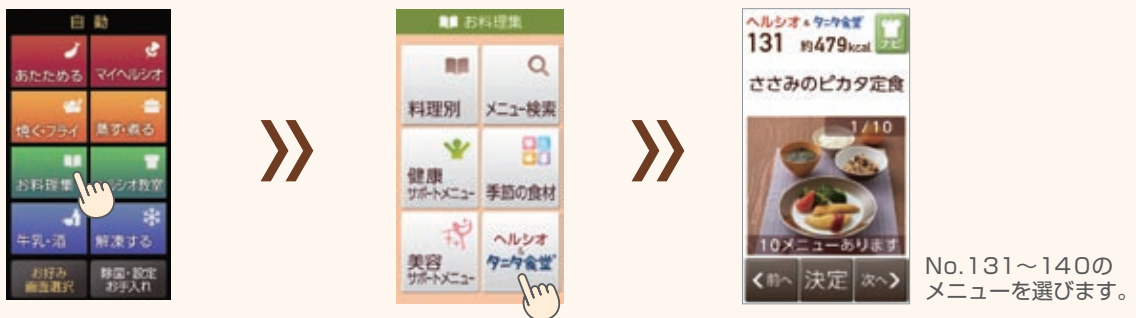 自動
あたためる
マイヘルシオ
焼く・フライ
蒸す・煮る
お料理集
ヘルシオ教室
牛乳・酒
解凍する
お好み
画面選択
除菌・設定
お手入れ
お料理集
料理別
メニュー検索
健康
サポートメニュー
季節の食材
美容
サポートメニュー
ヘルシオ
&
タニタ食堂
ヘルシオ&タニタ食堂
131 約479kcal
ナビ
ささみのピカタ定食
1/10
10メニューあります
前へ
決定
次へ
No.131～140の
メニューを選びます。